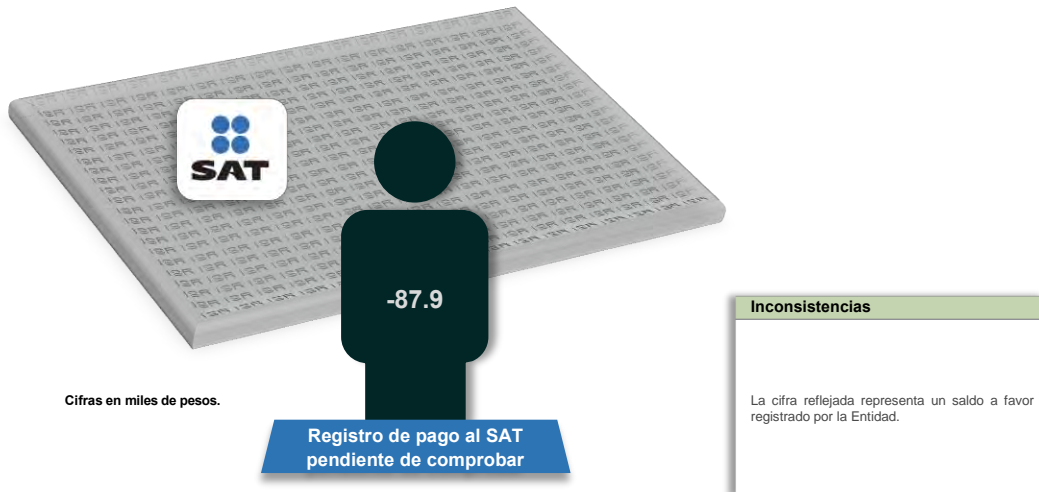 SAT
-87.9
Cifras en miles de pesos.
Registro de pago al SAT
pendiente de comprobar
Inconsistencias
La cifra reflejada representa un saldo a favor
registrado por la Entidad.